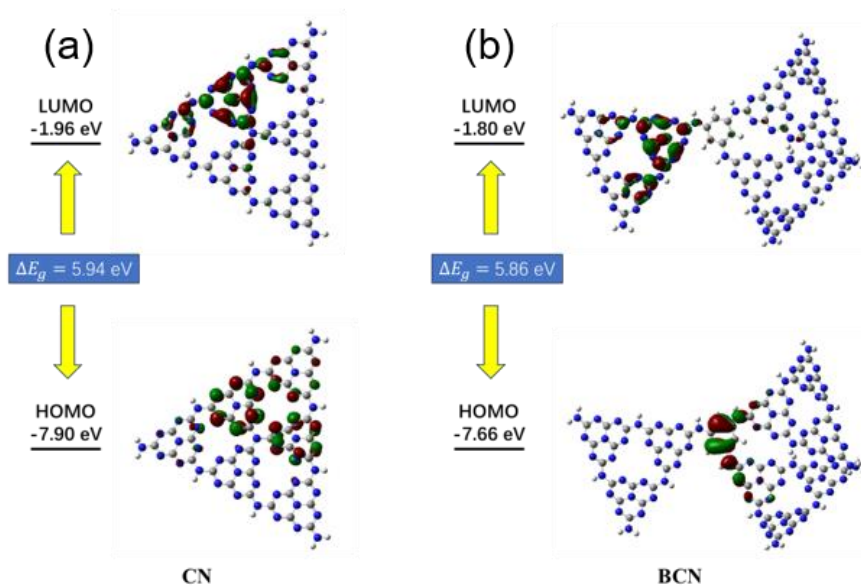 (a)
LUMO
-1.96 eV
ΔE_g = 5.94 eV
HOMO
-7.90 eV
CN
(b)
LUMO
-1.80 eV
ΔE_g = 5.86 eV
HOMO
-7.66 eV
BCN